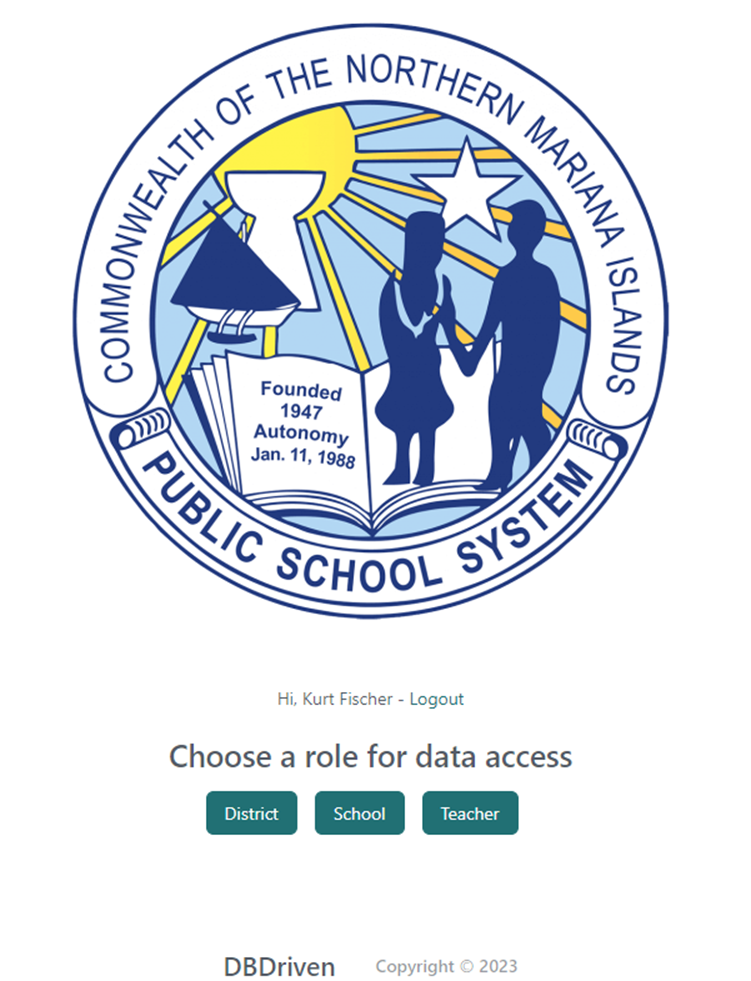 COMMONWEALTH OF THE NORTHERN MARIANA ISLANDS
Founded
1947
Autonomy
Jan. 11, 1988
PUBLIC SCHOOL SYSTEM
Hi, Kurt Fischer - Logout
Choose a role for data access
District School Teacher
DBDriven Copyright © 2023